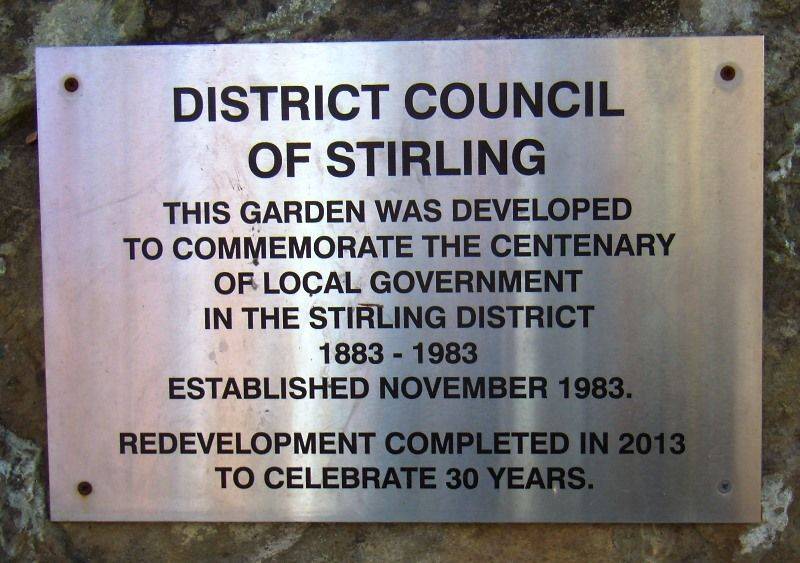 DISTRICT COUNCIL
OF STIRLING
THIS GARDEN WAS DEVELOPED
TO COMMEMORATE THE CENTENARY
OF LOCAL GOVERNMENT
IN THE STIRLING DISTRICT
1883 - 1983
ESTABLISHED NOVEMBER 1983.
REDEVELOPMENT COMPLETED IN 2013
TO CELEBRATE 30 YEARS.